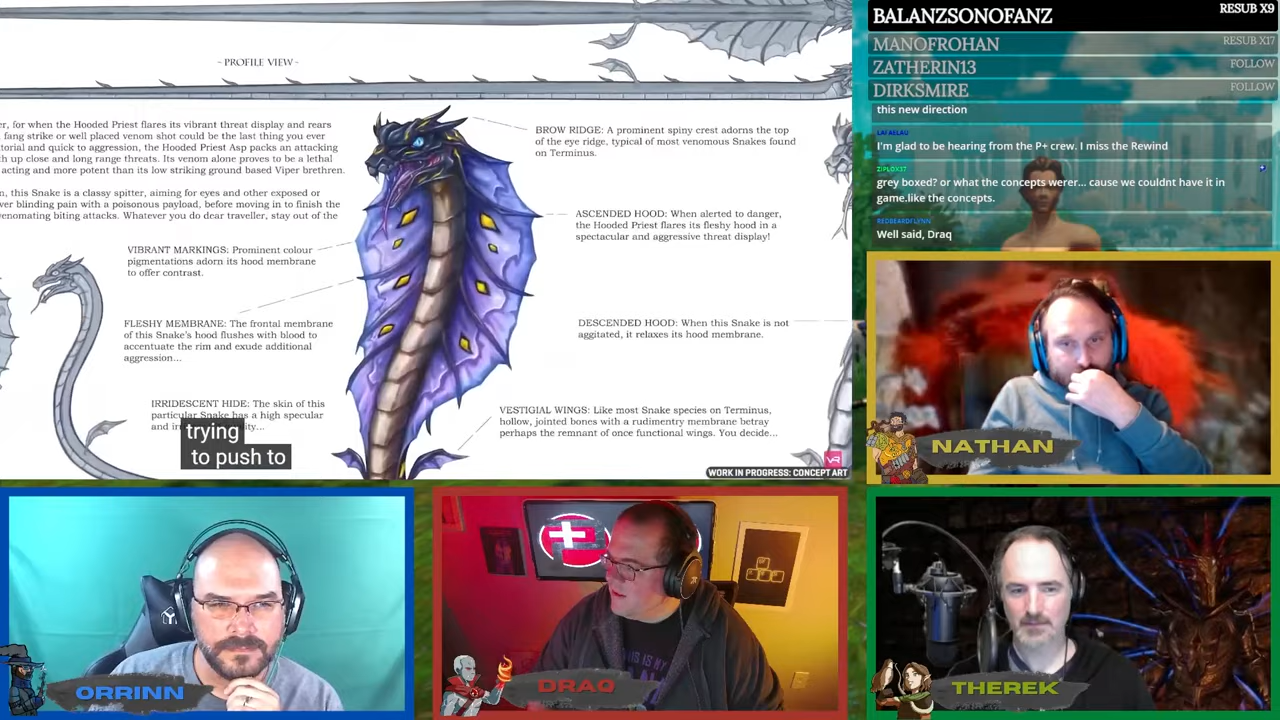 ~ PROFILE VIEW ~
er, for when the Hooded Priest flares its vibrant threat display and rears
fang strike or well placed venom shot could be the last thing you ever
torial and quick to aggression, the Hooded Priest Asp packs an attacking
th up close and long range threats. Its venom alone proves to be a lethal
acting and more potent than its low striking ground based Viper brethren.
n, this Snake is a classy spitter, aiming for eyes and other exposed or
ver blinding pain with a poisonous payload, before moving in to finish the
venomating biting attacks. Whatever you do dear traveller, stay out of the
BROW RIDGE: A prominent spiny crest adorns the top
of the eye ridge, typical of most venomous Snakes found
on Terminus.
ASCENDED HOOD: When alerted to danger,
the Hooded Priest flares its fleshy hood in a
spectacular and aggressive threat display!
VIBRANT MARKINGS: Prominent colour
pigmentations adorn its hood membrane
to offer contrast.
FLESHY MEMBRANE: The frontal membrane
of this Snake's hood flushes with blood to
accentuate the rim and exude additional
aggression...
DESCENDED HOOD: When this Snake is not
aggitated, it relaxes its hood membrane.
IRRIDESCENT HIDE: The skin of this
particular Snake has a high specular
and
VESTIGIAL WINGS: Like most Snake species on Terminus,
hollow, jointed bones with a rudimentry membrane betray
perhaps the remnant of once functional wings. You decide...
trying
to push to
VR
WORK IN PROGRESS: CONCEPT ART
BALANZSONOFANZ RESUB X9
MANOFROHAN RESUB X17
ZATHERIN13 FOLLOW
DIRKSMIRE FOLLOW
this new direction
LAFAELAU
I'm glad to be hearing from the P+ crew. I miss the Rewind
ZIPLOX37
grey boxed? or what the concepts werer... cause we couldnt have it in
game.like the concepts.
REDBEARDFLYNN
Well said, Draq
NATHAN
ORRINN
DRAQ
THEREK